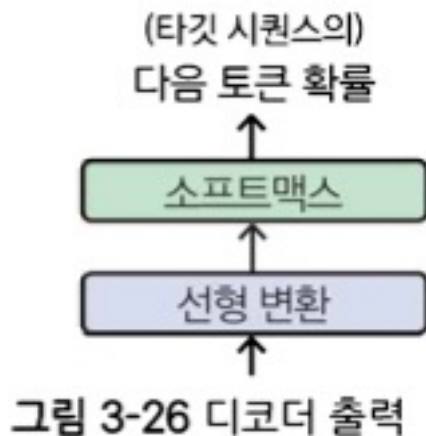 (타깃 시퀀스의)
다음 토큰 확률
소프트맥스
선형 변환
그림 3-26 디코더 출력